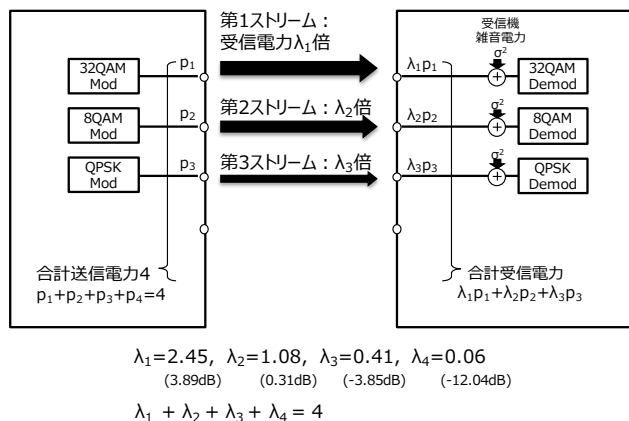 第1ストリーム：
受信電力λ₁倍
32QAM
Mod
p₁
8QAM
Mod
p₂
QPSK
Mod
p₃
第2ストリーム：λ₂倍
第3ストリーム：λ₃倍
合計送信電力4
p₁+p₂+p₃+p₄=4
受信機
雑音電力
λ₁p₁
σ²
+
32QAM
Demod
λ₂p₂
σ²
+
8QAM
Demod
λ₃p₃
σ²
+
QPSK
Demod
合計受信電力
λ₁p₁+λ₂p₂+λ₃p₃
λ₁=2.45, λ₂=1.08, λ₃=0.41, λ₄=0.06
(3.89dB) (0.31dB) (-3.85dB) (-12.04dB)
λ₁ + λ₂ + λ₃ + λ₄ = 4